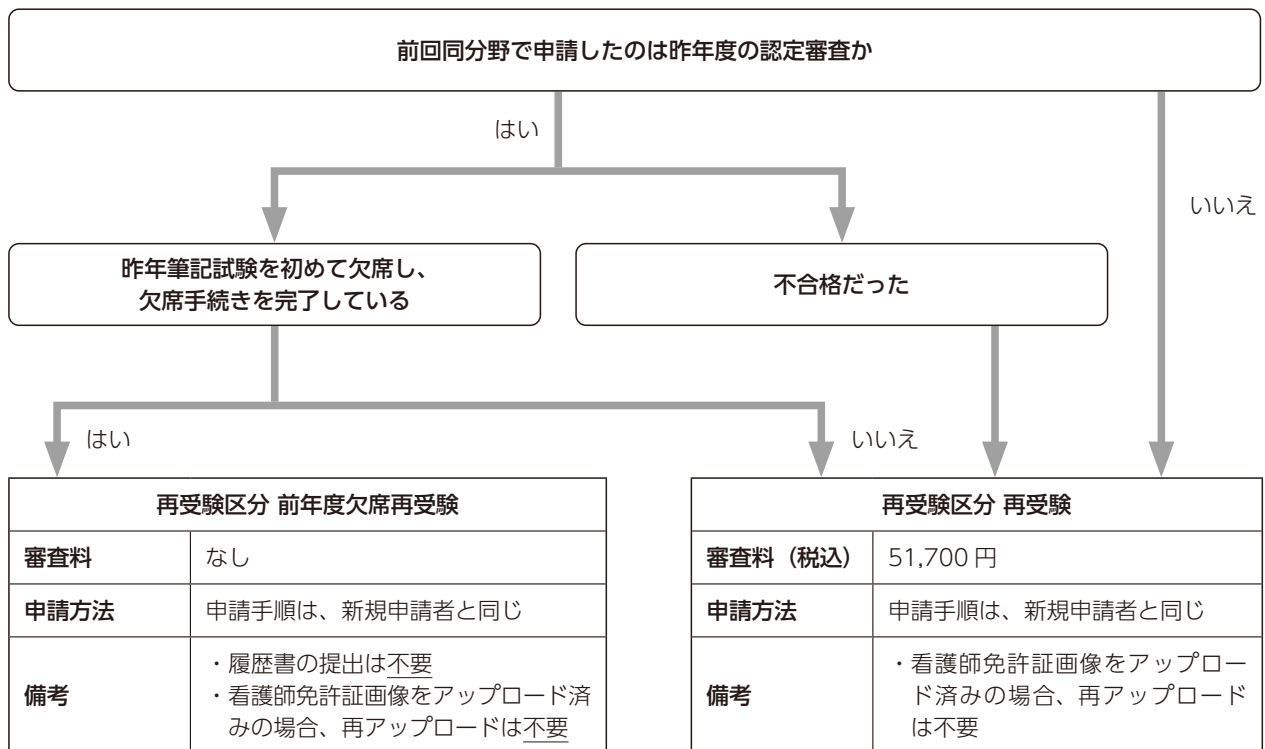 前回同分野で申請したのは昨年度の認定審査か
はい
いいえ
昨年筆記試験を初めて欠席し、
欠席手続きを完了している
不合格だった
はい
いいえ
再受験区分 前年度欠席再受験
審査料
なし
申請方法
申請手順は、新規申請者と同じ
備考
・履歴書の提出は不要
・看護師免許証画像をアップロード済
みの場合、再アップロードは不要
再受験区分 再受験
審査料（税込）
51,700 円
申請方法
申請手順は、新規申請者と同じ
備考
・看護師免許証画像をアップロー
ド済みの場合、再アップロード
は不要